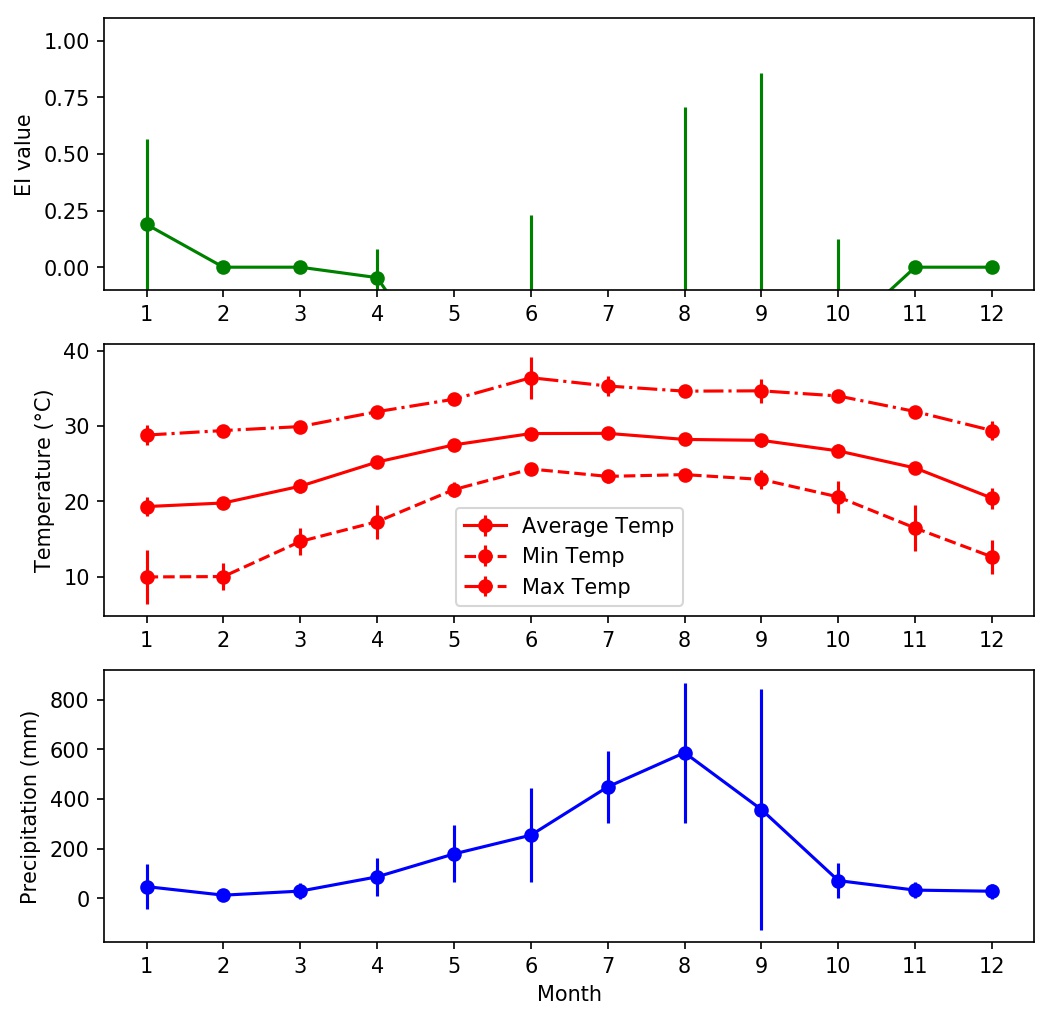 EI value
1.00
0.75
0.50
0.25
0.00
1 2 3 4 5 6 7 8 9 10 11 12
Temperature (°C)
40
30
20
10
Average Temp
Min Temp
Max Temp
1 2 3 4 5 6 7 8 9 10 11 12
Precipitation (mm)
800
600
400
200
0
1 2 3 4 5 6 7 8 9 10 11 12
Month